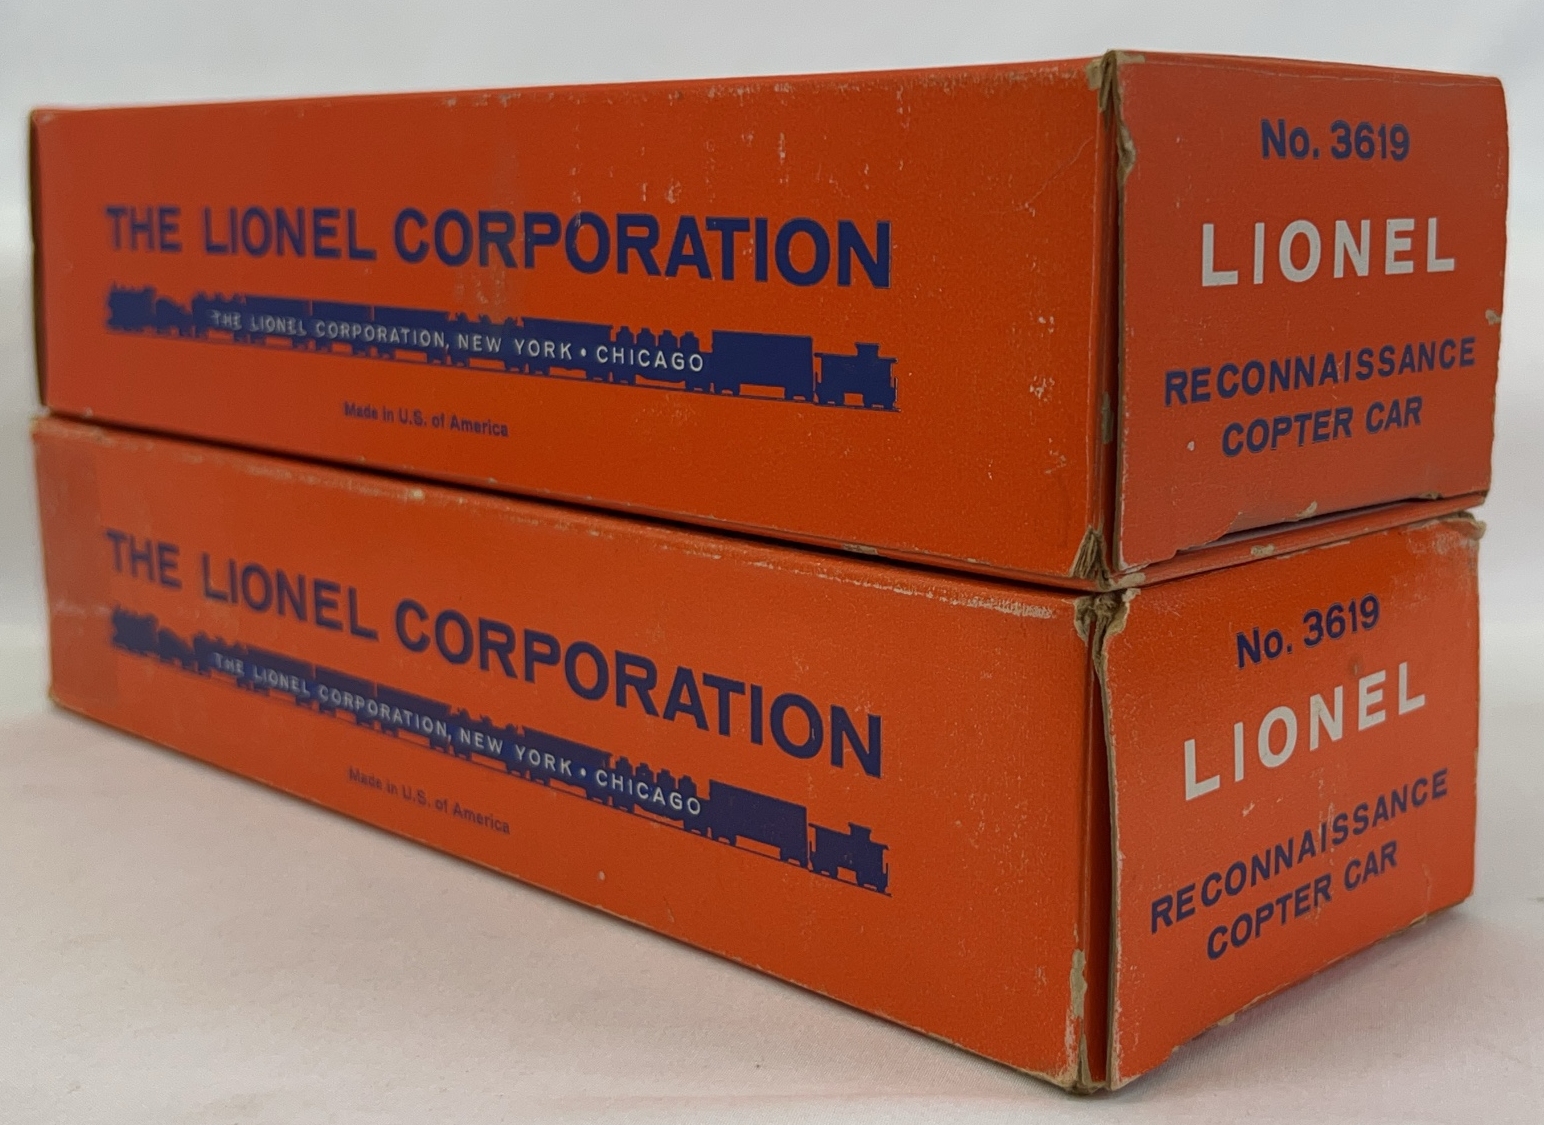 THE LIONEL CORPORATION
THE LIONEL CORPORATION, NEW YORK • CHICAGO
Made in U.S. of America
No. 3619
LIONEL
RECONNAISSANCE
COPTER CAR
THE LIONEL CORPORATION
THE LIONEL CORPORATION, NEW YORK • CHICAGO
Made in U.S. of America
No. 3619
LIONEL
RECONNAISSANCE
COPTER CAR